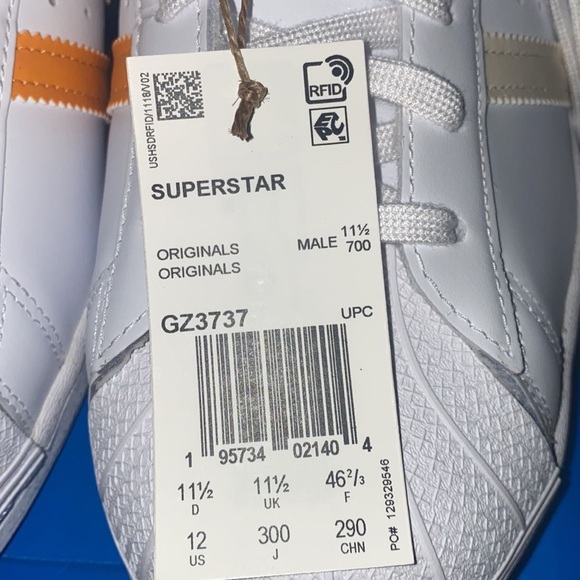 USHSDRFID/1118/V02
RFID
SUPERSTAR
ORIGINALS
ORIGINALS
MALE 11½
700
GZ3737
UPC
1 95734 02140 4
11½ 11½ 46²/₃
D UK F
12 300 290
US J CHN
PO# 129329546